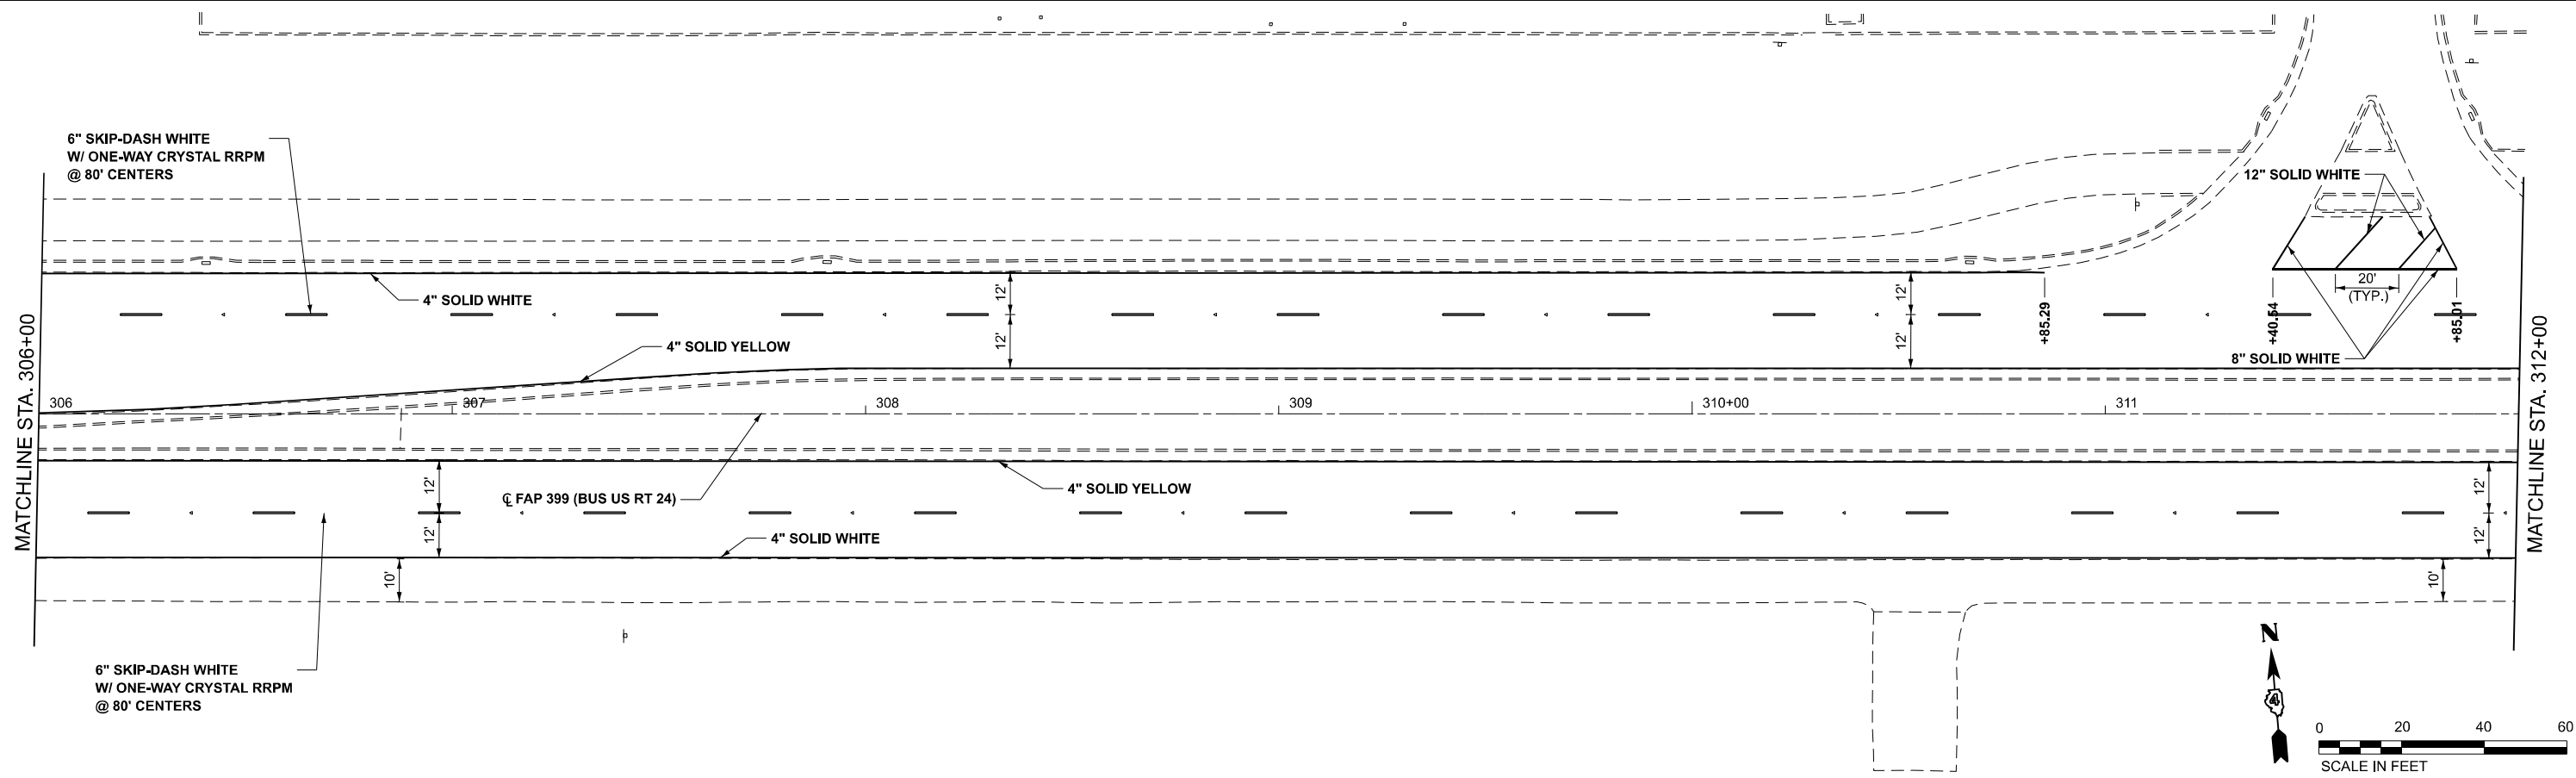 6" SKIP-DASH WHITE
W/ ONE-WAY CRYSTAL RRPM
@ 80' CENTERS
12" SOLID WHITE
4" SOLID WHITE
12'
12'
12'
12'
20'
(TYP.)
+85.29
+40.54
+85.01
8" SOLID WHITE
4" SOLID YELLOW
MATCHLINE STA. 306+00
MATCHLINE STA. 312+00
306
307
308
309
310+00
311
12'
12'
℄ FAP 399 (BUS US RT 24)
4" SOLID YELLOW
12'
12'
4" SOLID WHITE
10'
10'
6" SKIP-DASH WHITE
W/ ONE-WAY CRYSTAL RRPM
@ 80' CENTERS
N
4
0 20 40 60
SCALE IN FEET